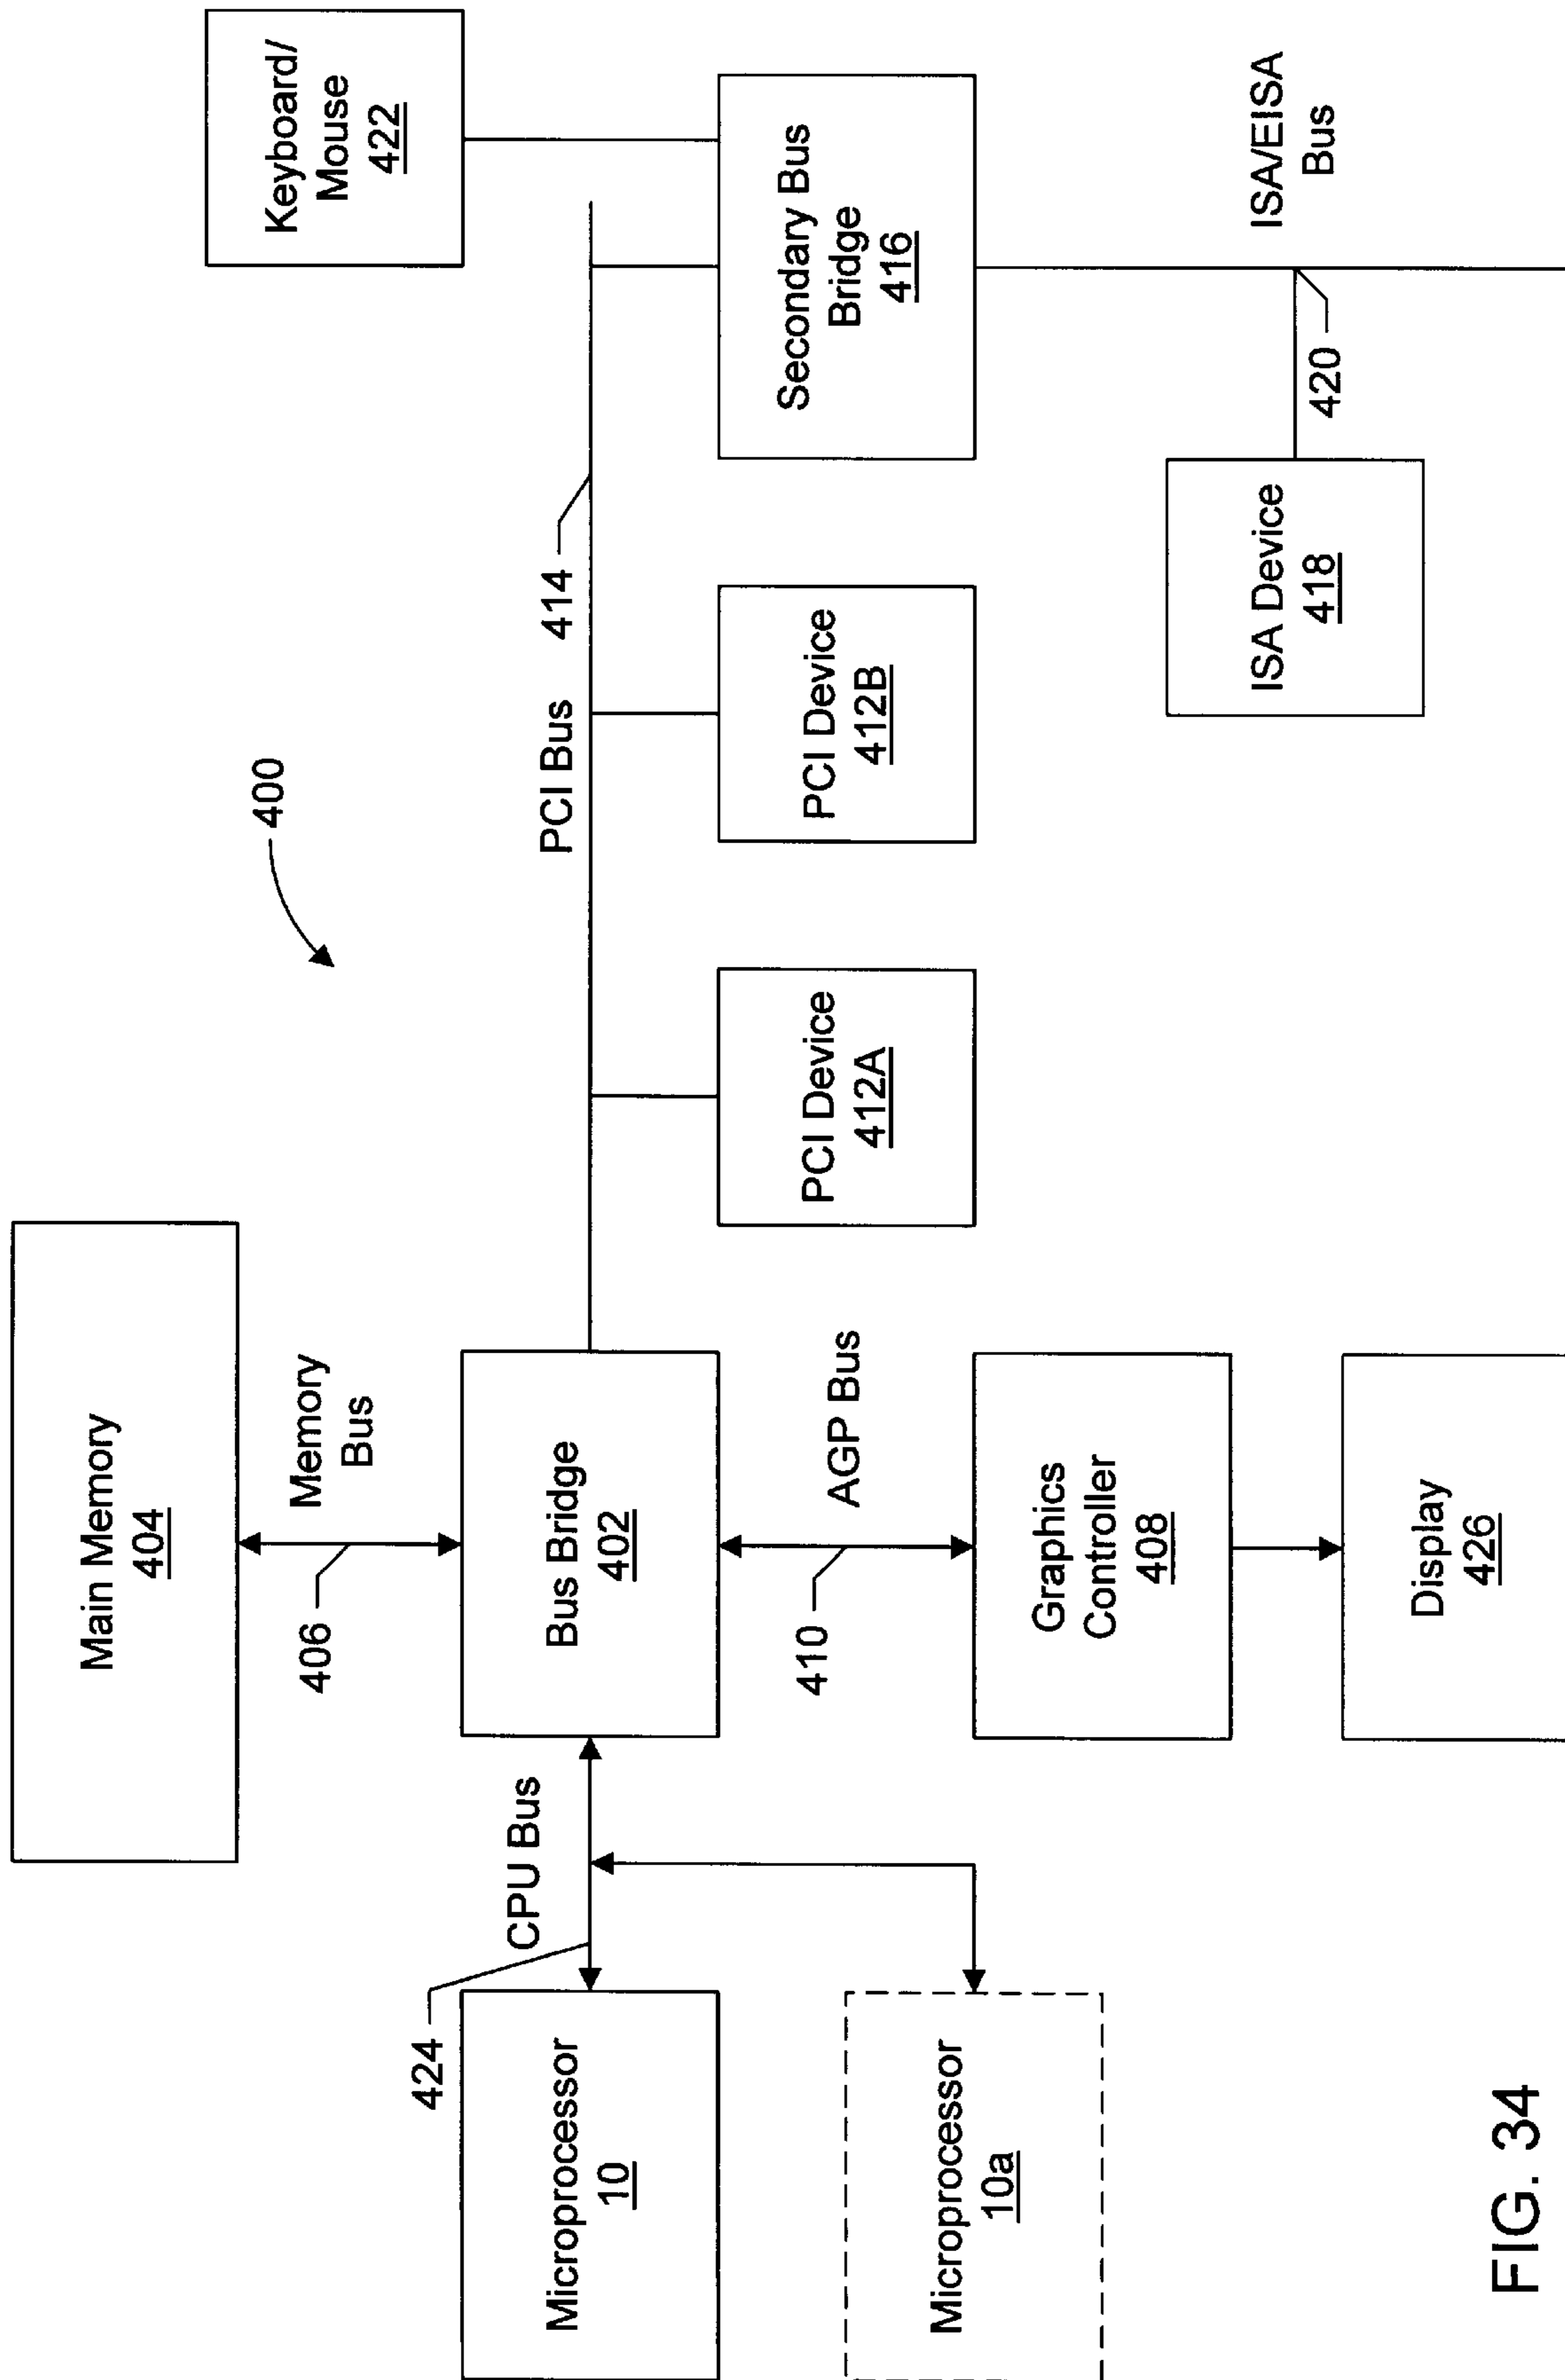 400
Main Memory
404
Memory
Bus
406
Keyboard/
Mouse
422
424
CPU Bus
PCI Bus
414
Microprocessor
10
Bus Bridge
402
Microprocessor
10a
410
AGP Bus
PCI Device
412A
PCI Device
412B
Secondary Bus
Bridge
416
Graphics
Controller
408
ISA Device
418
420
ISA/EISA
Bus
Display
426
FIG. 34